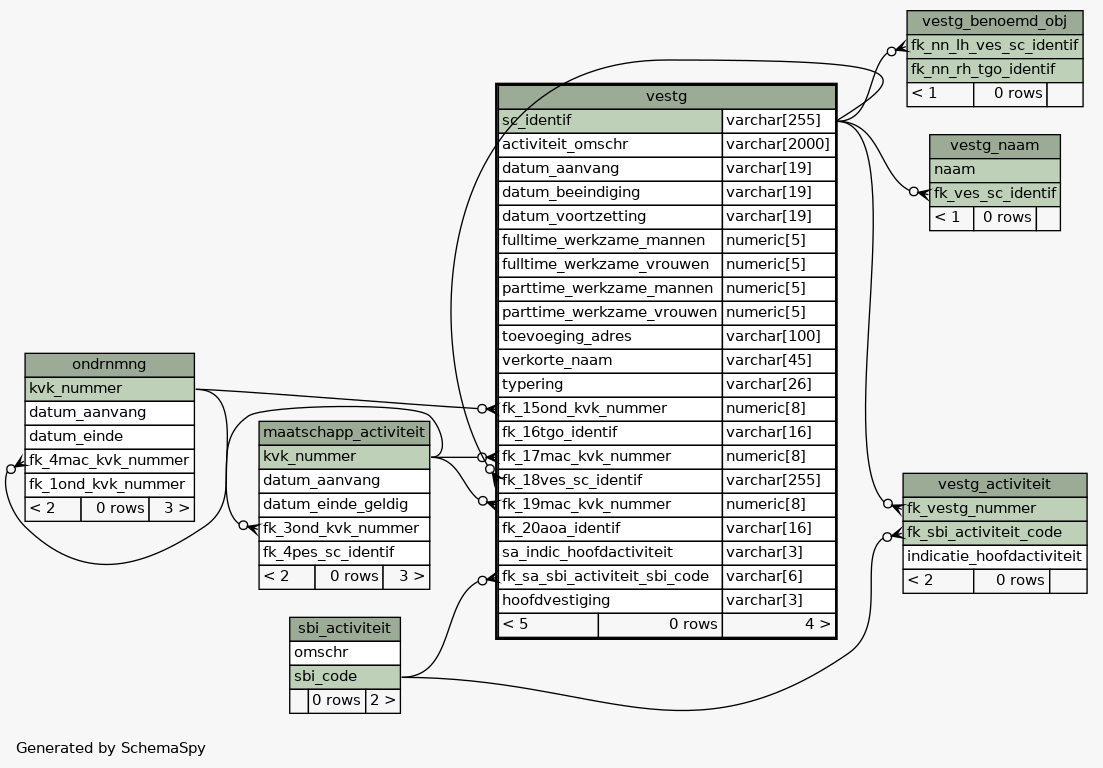 vestg_benoemd_obj
fk_nn_lh_ves_sc_identif
fk_nn_rh_tgo_identif
< 1 0 rows
vestg_naam
naam
fk_ves_sc_identif
< 1 0 rows
vestg
sc_identif varchar[255]
activiteit_omschr varchar[2000]
datum_aanvang varchar[19]
datum_beeindiging varchar[19]
datum_voortzetting varchar[19]
fulltime_werkzame_mannen numeric[5]
fulltime_werkzame_vrouwen numeric[5]
parttime_werkzame_mannen numeric[5]
parttime_werkzame_vrouwen numeric[5]
toevoeging_adres varchar[100]
verkorte_naam varchar[45]
typering varchar[26]
fk_15ond_kvk_nummer numeric[8]
fk_16tgo_identif varchar[16]
fk_17mac_kvk_nummer numeric[8]
fk_18ves_sc_identif varchar[255]
fk_19mac_kvk_nummer numeric[8]
fk_20aoa_identif varchar[16]
sa_indic_hoofdactiviteit varchar[3]
fk_sa_sbi_activiteit_sbi_code varchar[6]
hoofdvestiging varchar[3]
< 5 0 rows 4 >
ondrnmng
kvk_nummer
datum_aanvang
datum_einde
fk_4mac_kvk_nummer
fk_1ond_kvk_nummer
< 2 0 rows 3 >
maatschapp_activiteit
kvk_nummer
datum_aanvang
datum_einde_geldig
fk_3ond_kvk_nummer
fk_4pes_sc_identif
< 2 0 rows 3 >
vestg_activiteit
fk_vestg_nummer
fk_sbi_activiteit_code
indicatie_hoofdactiviteit
< 2 0 rows
sbi_activiteit
omschr
sbi_code
0 rows 2 >
Generated by SchemaSpy